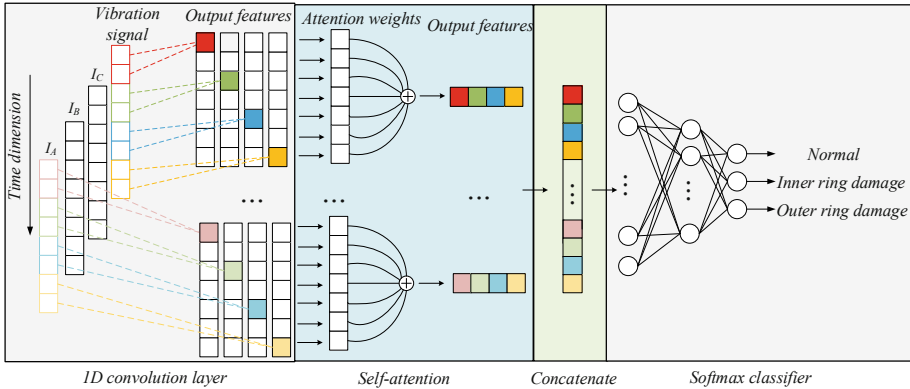 Vibration
signal
Output features
Attention weights
Output features
I_C
I_B
I_A
Time dimension
...
...
...
Normal
Inner ring damage
Outer ring damage
1D convolution layer
Self-attention
Concatenate
Softmax classifier